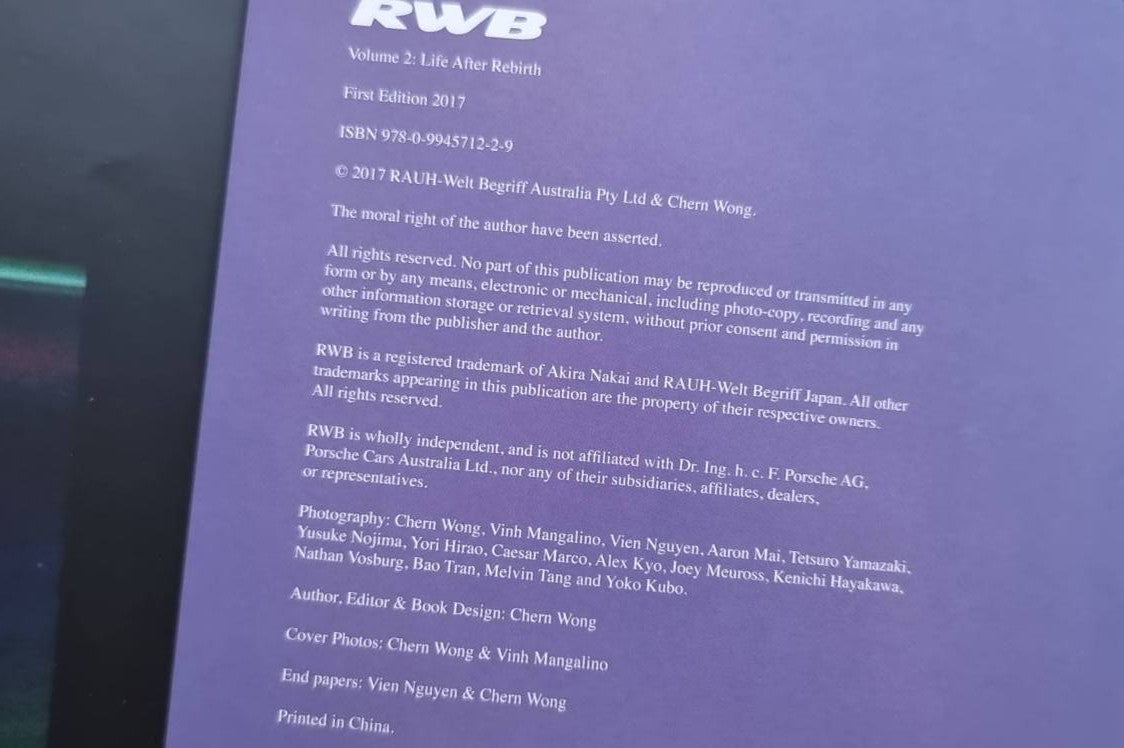 RWB
Volume 2: Life After Rebirth
First Edition 2017
ISBN 978-0-9945712-2-9
© 2017 RAUH-Welt Begriff Australia Pty Ltd & Chern Wong.
The moral right of the author have been asserted.
All rights reserved. No part of this publication may be reproduced or transmitted in any
form or by any means, electronic or mechanical, including photo-copy, recording and any
other information storage or retrieval system, without prior consent and permission in
writing from the publisher and the author.
RWB is a registered trademark of Akira Nakai and RAUH-Welt Begriff Japan. All other
trademarks appearing in this publication are the property of their respective owners.
All rights reserved.
RWB is wholly independent, and is not affiliated with Dr. Ing. h. c. F. Porsche AG,
Porsche Cars Australia Ltd., nor any of their subsidiaries, affiliates, dealers,
or representatives.
Photography: Chern Wong, Vinh Mangalino, Vien Nguyen, Aaron Mai, Tetsuro Yamazaki,
Yusuke Nojima, Yori Hirao, Caesar Marco, Alex Kyo, Joey Meuross, Kenichi Hayakawa,
Nathan Vosburg, Bao Tran, Melvin Tang and Yoko Kubo.
Author, Editor & Book Design: Chern Wong
Cover Photos: Chern Wong & Vinh Mangalino
End papers: Vien Nguyen & Chern Wong
Printed in China.